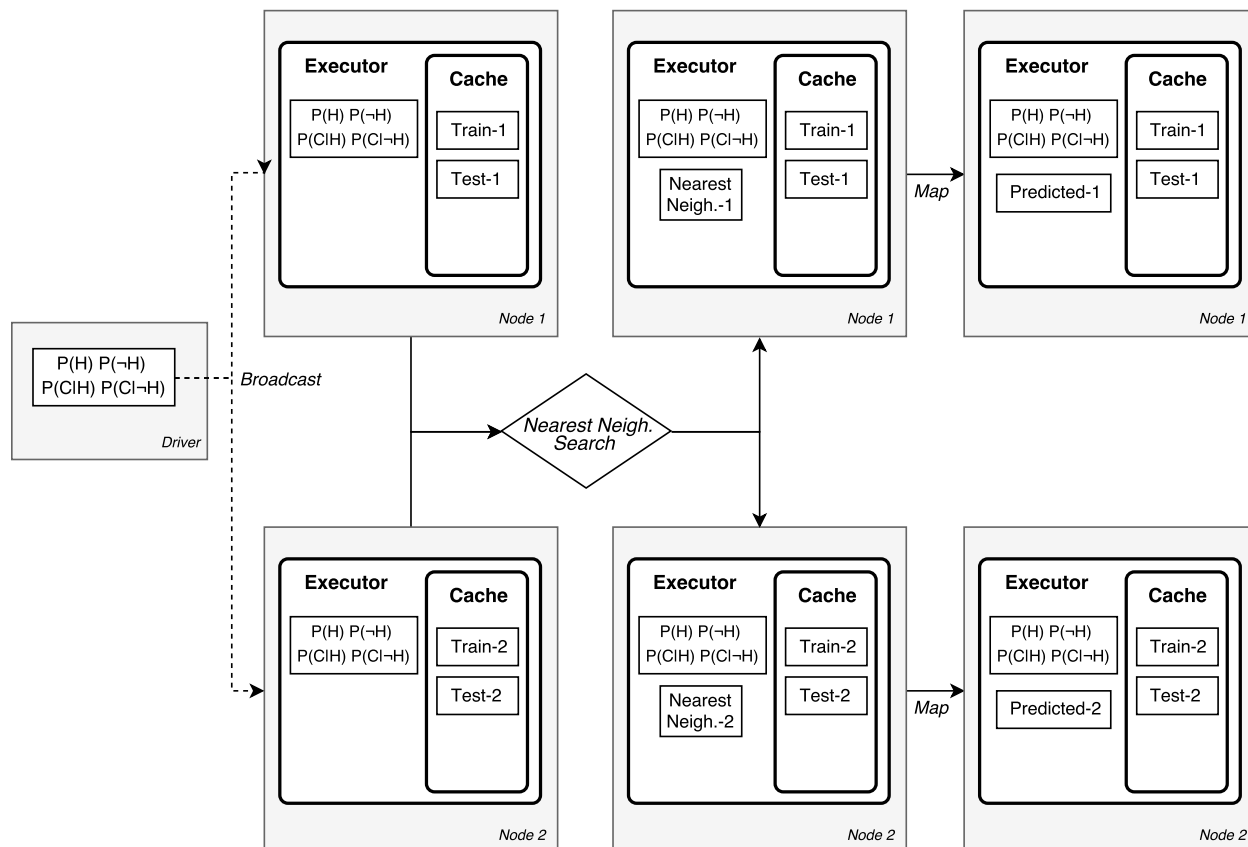 Executor
Cache
P(H) P(¬H)
P(C|H) P(C|¬H)
Train-1
Test-1
Node 1
Executor
Cache
P(H) P(¬H)
P(C|H) P(C|¬H)
Train-1
Nearest
Neigh.-1
Test-1
Node 1
Map
Executor
Cache
P(H) P(¬H)
P(C|H) P(C|¬H)
Train-1
Predicted-1
Test-1
Node 1
P(H) P(¬H)
P(C|H) P(C|¬H)
Driver
Broadcast
Nearest Neigh.
Search
Executor
Cache
P(H) P(¬H)
P(C|H) P(C|¬H)
Train-2
Test-2
Node 2
Executor
Cache
P(H) P(¬H)
P(C|H) P(C|¬H)
Train-2
Nearest
Neigh.-2
Test-2
Node 2
Map
Executor
Cache
P(H) P(¬H)
P(C|H) P(C|¬H)
Train-2
Predicted-2
Test-2
Node 2